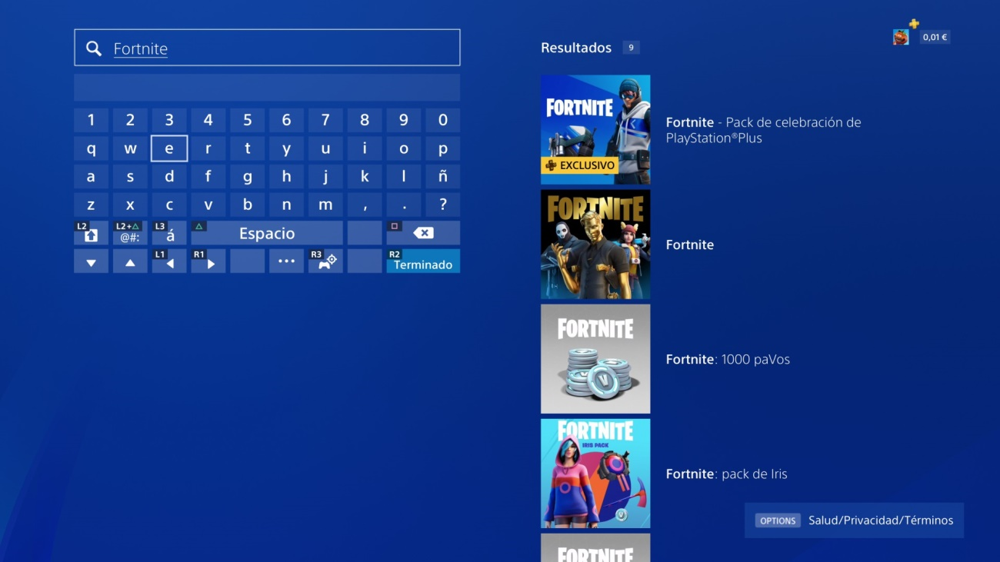 Fortnite
1 2 3 4 5 6 7 8 9 0
q w e r t y u i o p
a s d f g h j k l ñ
z x c v b n m , . ?
L2 L2+△ @#: L3 á △ Espacio □
L1 R1 ... R3 R2 Terminado
Resultados 9
0,01 €
FORTNITE
EXCLUSIVO
Fortnite - Pack de celebración de
PlayStation®Plus
FORTNITE
Fortnite
FORTNITE
V
Fortnite: 1000 paVos
FORTNITE
IRIS PACK
V
Fortnite: pack de Iris
FORTNITE
OPTIONS Salud/Privacidad/Términos